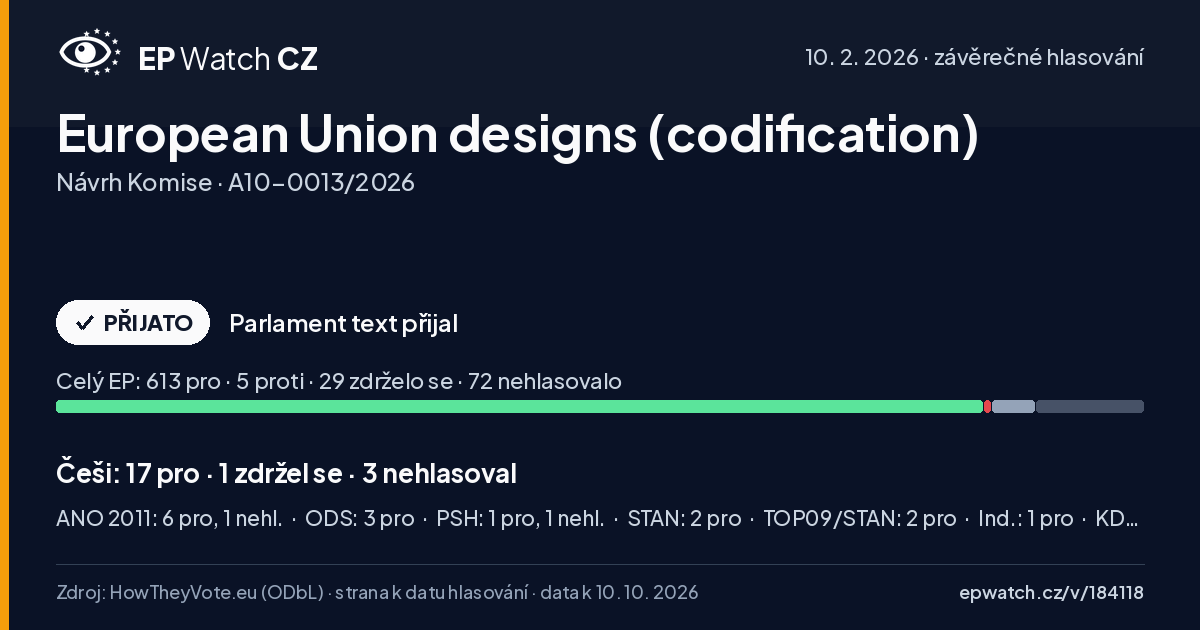 EP Watch CZ
10. 2. 2026 · závěrečné hlasování
European Union designs (codification)
Návrh Komise · A10–0013/2026
✓ PŘIJATO Parlament text přijal
Celý EP: 613 pro · 5 proti · 29 zdrželo se · 72 nehlasovalo
Češi: 17 pro · 1 zdržel se · 3 nehlasoval
ANO 2011: 6 pro, 1 nehl. · ODS: 3 pro · PSH: 1 pro, 1 nehl. · STAN: 2 pro · TOP09/STAN: 2 pro · Ind.: 1 pro · KD…
Zdroj: HowTheyVote.eu (ODbL) · strana k datu hlasování · data k 10. 10. 2026
epwatch.cz/v/184118